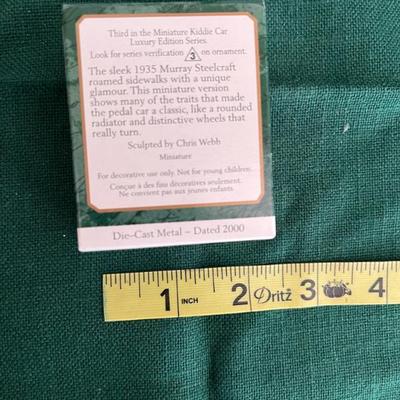 Third in the Miniature Kiddie Car
Luxury Edition Series.
Look for series verification 3 on ornament.
The sleek 1935 Murray Steelcraft
roamed sidewalks with a unique
glamour. This miniature version
shows many of the traits that made
the pedal car a classic, like a rounded
radiator and distinctive wheels that
really turn.
Sculpted by Chris Webb
Miniature
For decorative use only. Not for young children.
Conçue à des fins décoratives seulement.
Ne convient pas aux jeunes enfants.
Die-Cast Metal – Dated 2000
1 INCH 2 Dritz 3 4